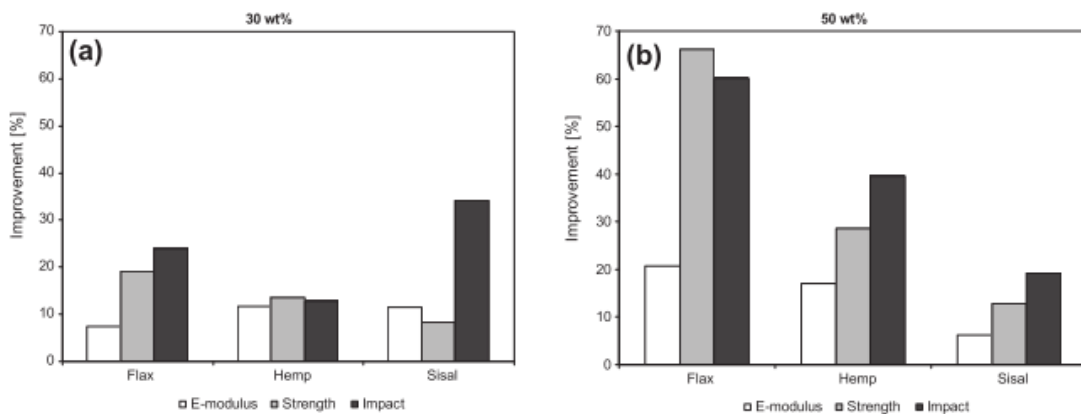 30 wt%
(a)
Improvement [%]
70
60
50
40
30
20
10
0
Flax Hemp Sisal
E-modulus Strength Impact
50 wt%
(b)
Improvement [%]
70
60
50
40
30
20
10
0
Flax Hemp Sisal
E-modulus Strength Impact